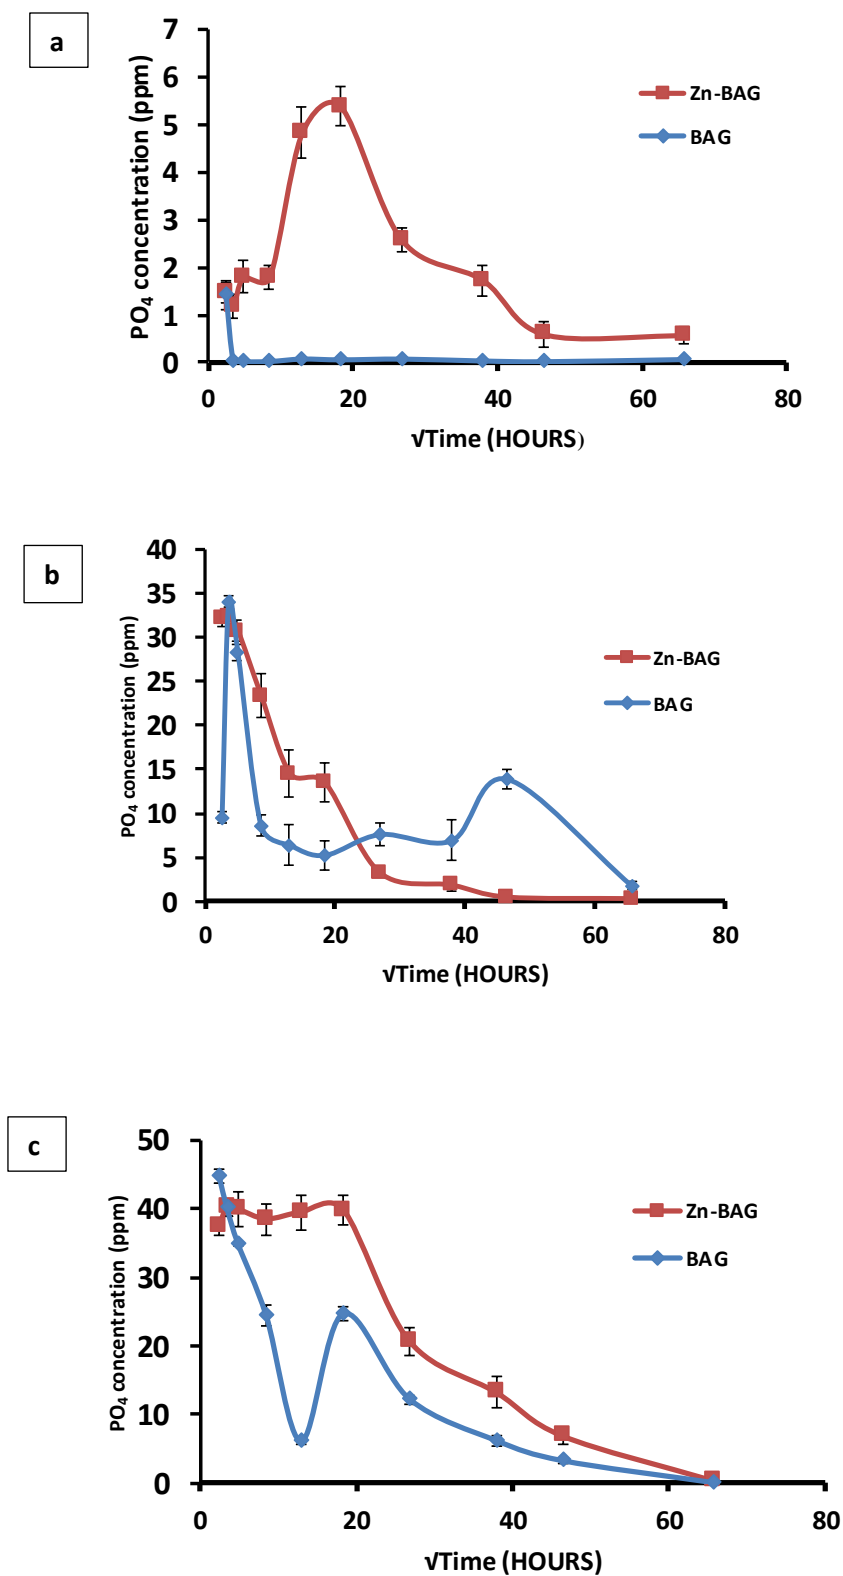 a
7
6
5
4
3
2
1
0
PO₄ concentration (ppm)
Zn-BAG
BAG
0 20 40 60 80
√Time (HOURS)
b
40
35
30
25
20
15
10
5
0
PO₄ concentration (ppm)
Zn-BAG
BAG
0 20 40 60 80
√Time (HOURS)
c
50
40
30
20
10
0
PO₄ concentration (ppm)
Zn-BAG
BAG
0 20 40 60 80
√Time (HOURS)